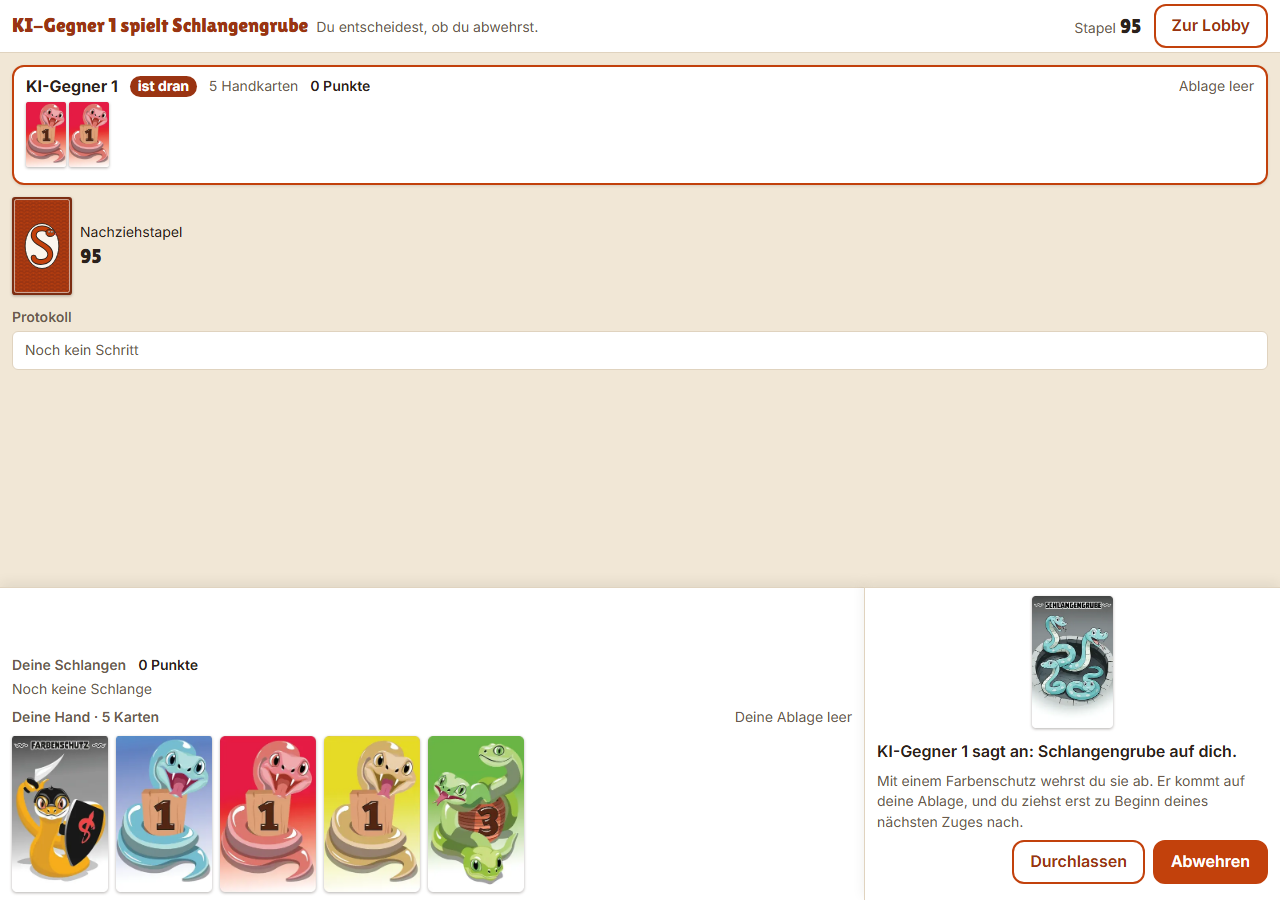 KI-Gegner 1 spielt Schlangengrube Du entscheidest, ob du abwehrst. Stapel 95 Zur Lobby
KI-Gegner 1 ist dran 5 Handkarten 0 Punkte Ablage leer
1 1
S
Nachziehstapel
95
Protokoll
Noch kein Schritt
SCHLANGENGRUBE
Deine Schlangen 0 Punkte
Noch keine Schlange
Deine Hand · 5 Karten Deine Ablage leer
FARBENSCHUTZ
1 1 1 3
KI-Gegner 1 sagt an: Schlangengrube auf dich.
Mit einem Farbenschutz wehrst du sie ab. Er kommt auf
deine Ablage, und du ziehst erst zu Beginn deines
nächsten Zuges nach.
Durchlassen Abwehren